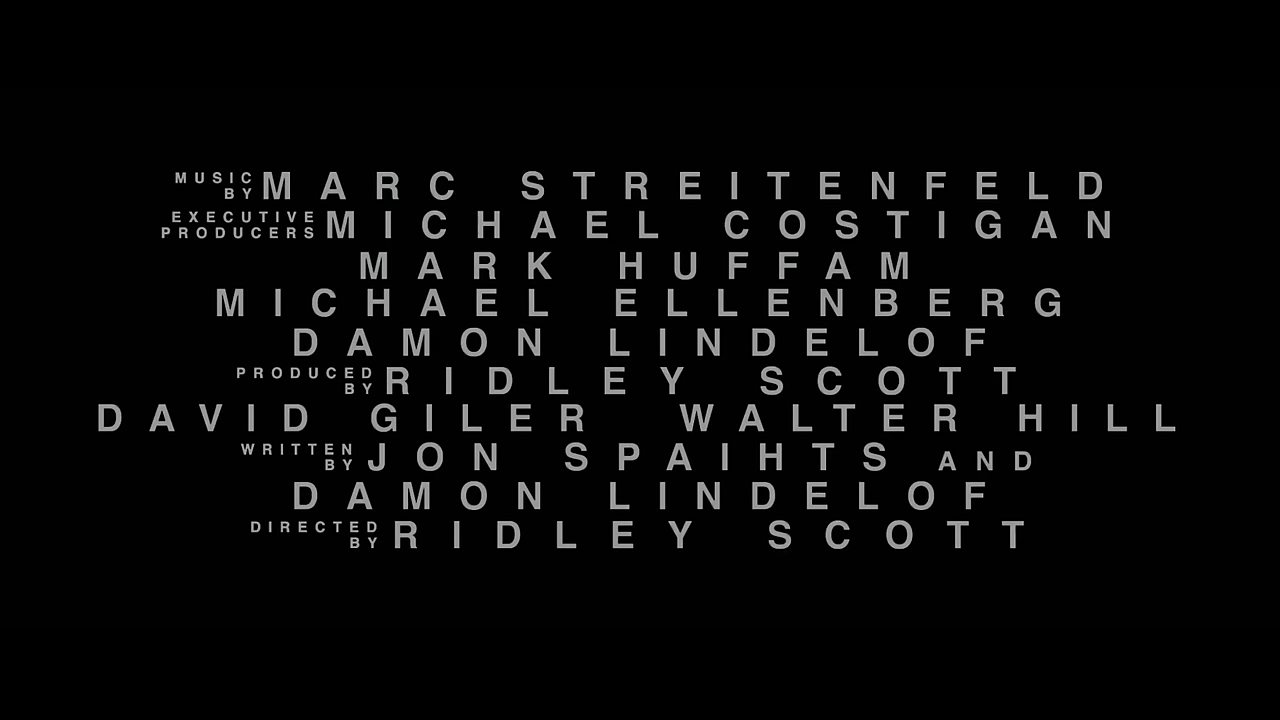 MUSIC BY MARC STREITENFELD
EXECUTIVE PRODUCERS MICHAEL COSTIGAN
MARK HUFFAM
MICHAEL ELLENBERG
DAMON LINDELOF
PRODUCED BY RIDLEY SCOTT
DAVID GILER WALTER HILL
WRITTEN BY JON SPAIHTS AND
DAMON LINDELOF
DIRECTED BY RIDLEY SCOTT